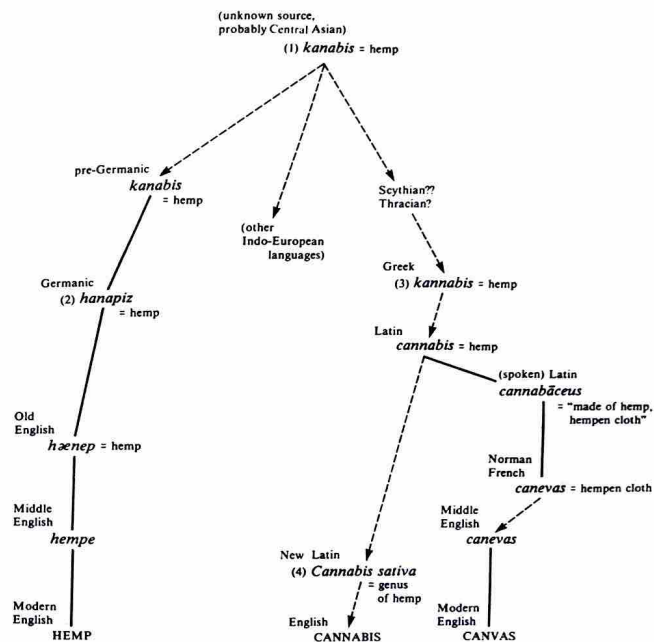 (unknown source,
probably Central Asian)
(1) kanabis = hemp
pre-Germanic
kanabis
= hemp
(other
Indo-European
languages)
Scythian??
Thracian?
Germanic
(2) hanapiz
= hemp
Greek
(3) kannabis = hemp
Latin
cannabis = hemp
(spoken) Latin
cannabāceus
= "made of hemp,
hempen cloth"
Old
English
hænep = hemp
Norman
French
canevas = hempen cloth
Middle
English
hempe
Middle
English
canevas
New Latin
(4) Cannabis sativa
= genus
of hemp
Modern
English
HEMP
English
CANNABIS
Modern
English
CANVAS